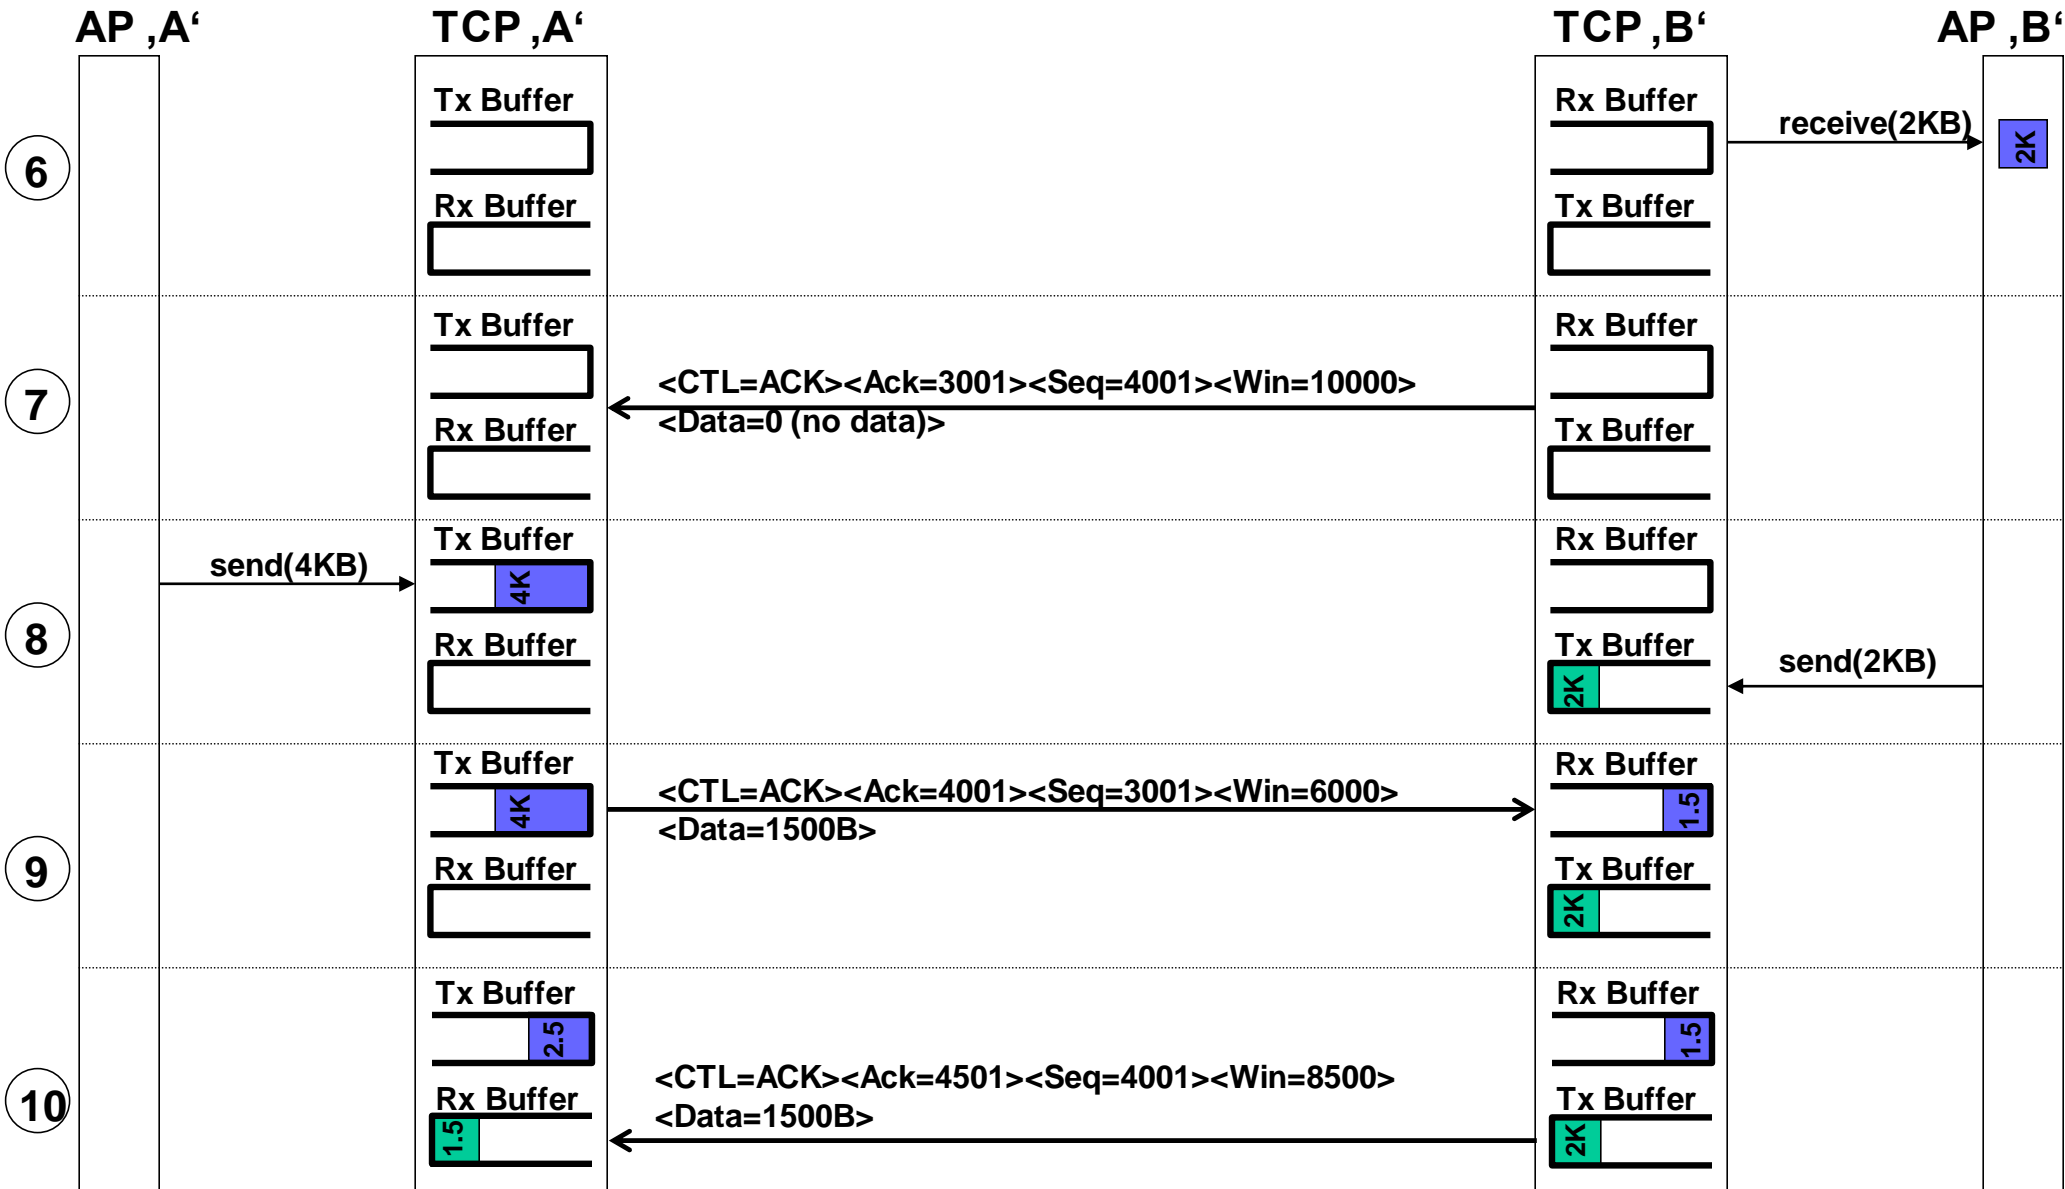 AP ‚A‘
TCP ‚A‘
TCP ‚B‘
AP ‚B‘
6
Tx Buffer
Rx Buffer
Rx Buffer
Tx Buffer
receive(2KB)
2K
7
Tx Buffer
Rx Buffer
<CTL=ACK><Ack=3001><Seq=4001><Win=10000>
<Data=0 (no data)>
Rx Buffer
Tx Buffer
8
send(4KB)
Tx Buffer
4K
Rx Buffer
Rx Buffer
Tx Buffer
2K
send(2KB)
9
Tx Buffer
4K
Rx Buffer
<CTL=ACK><Ack=4001><Seq=3001><Win=6000>
<Data=1500B>
Rx Buffer
1.5
Tx Buffer
2K
10
Tx Buffer
2.5
Rx Buffer
1.5
<CTL=ACK><Ack=4501><Seq=4001><Win=8500>
<Data=1500B>
Rx Buffer
1.5
Tx Buffer
2K